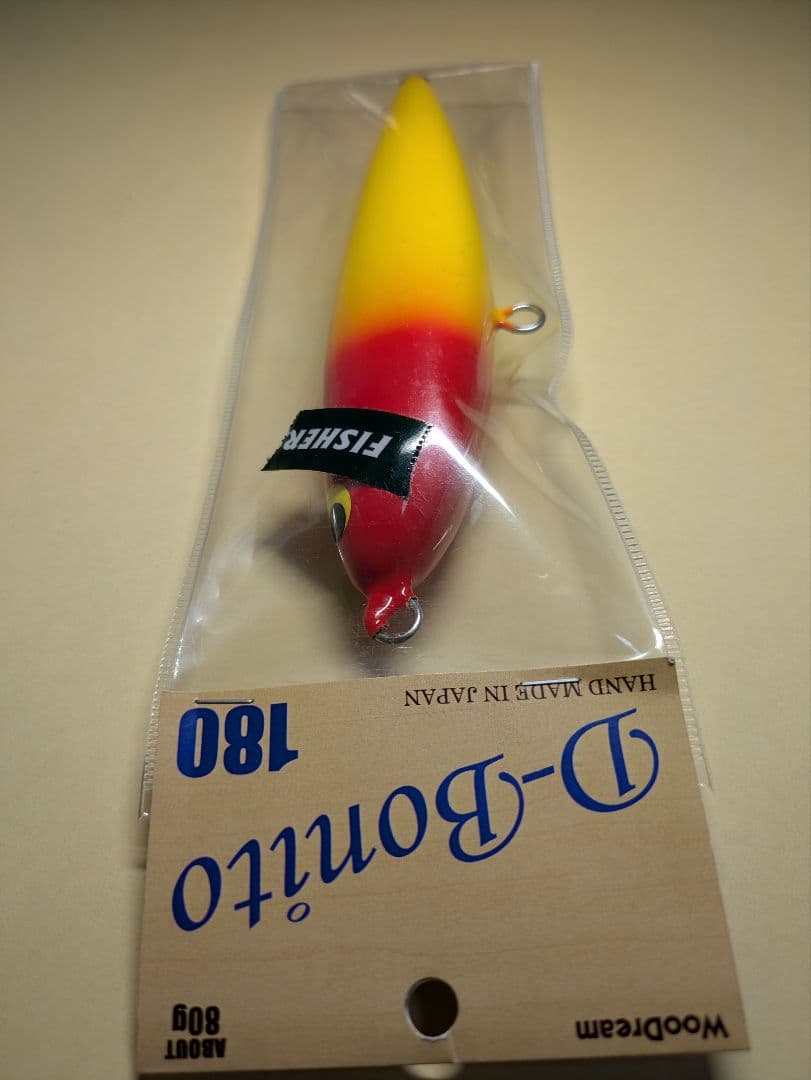 WooDream
ABOUT
80g
D-Bonito
180
HAND MADE IN JAPAN
FISHER